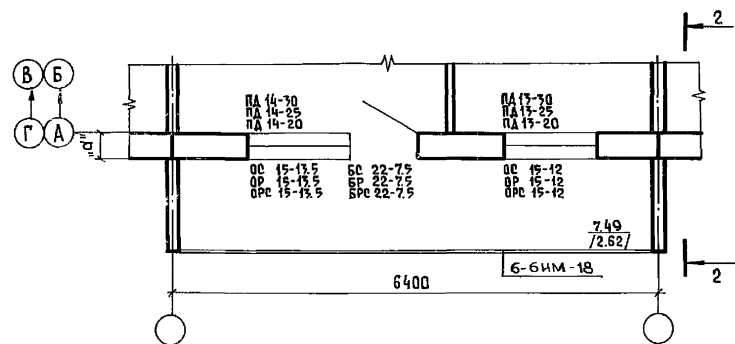 2
В Б
Г А
"а"
ПД 14-30
ПД 14-25
ПД 14-20
ПД 13-30
ПД 13-25
ПД 13-20
ОС 15-13.5
ОР 15-13.5
ОРС 15-13.5
БС 22-7.5
БР 22-7.5
БРС 22-7.5
ОС 15-12
ОР 15-12
ОРС 15-12
7.49
/2.62/
6-6НМ-18
6400
2